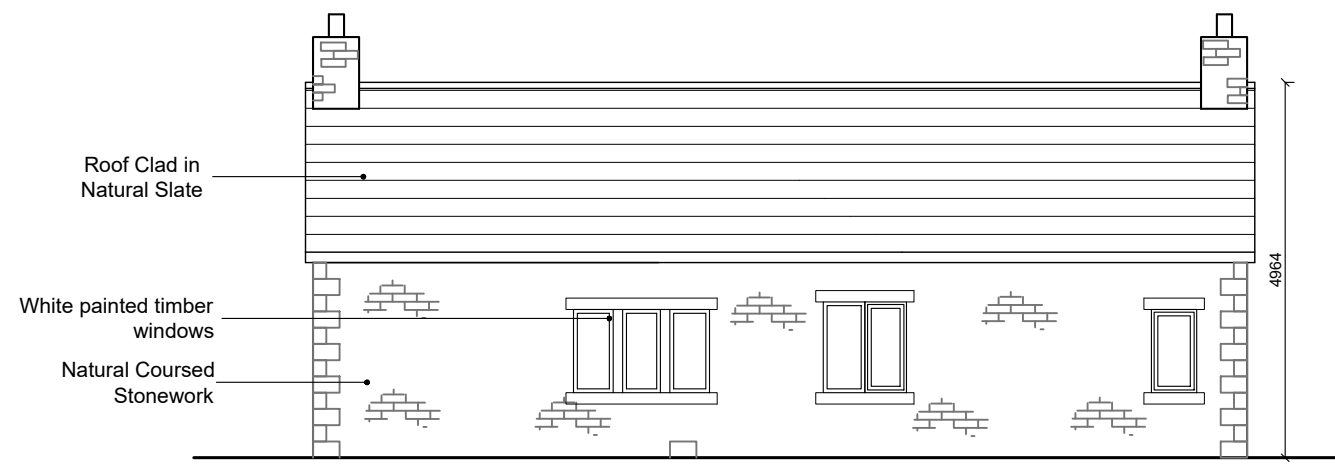 Roof Clad in
Natural Slate
White painted timber
windows
Natural Coursed
Stonework
4964